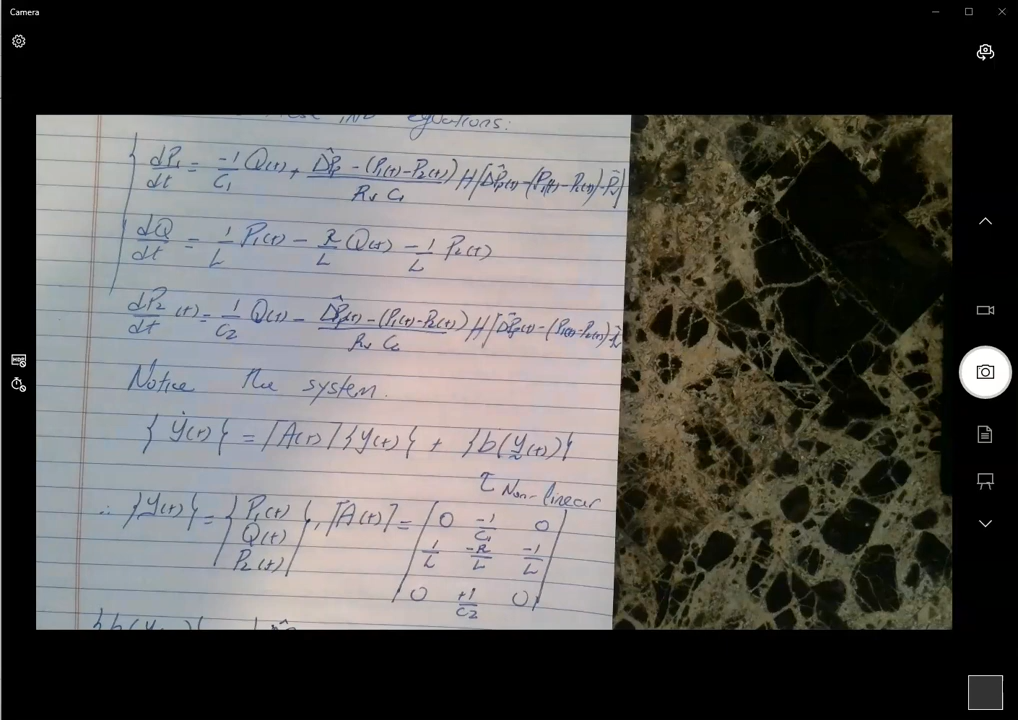 Camera
equations:
dP₁/dt = -1/C₁ Q(t) + (ΔP̂p - (P₁(t) - P₂(t)))/(Rv C₁) H[ΔP̂p(t) - (P₁(t) - P₂(t)) - P̂v]
dQ/dt = 1/L P₁(t) - R/L Q(t) - 1/L P₂(t)
dP₂/dt (t) = 1/C₂ Q(t) - (ΔP̂p(t) - (P₁(t) - P₂(t)))/(Rv C₂) H[ΔP̂p(t) - (P₁(t) - P₂(t))
Notice the system.
{ẏ(t)} = [A(t)]{y(t)} + {b(y(t))}
Non-linear
∴ {y(t)} = {P₁(t) Q(t) P₂(t)}, [A(t)] = [0 -1/C₁ 0
1/L -R/L -1/L
0 +1/C₂ 0]